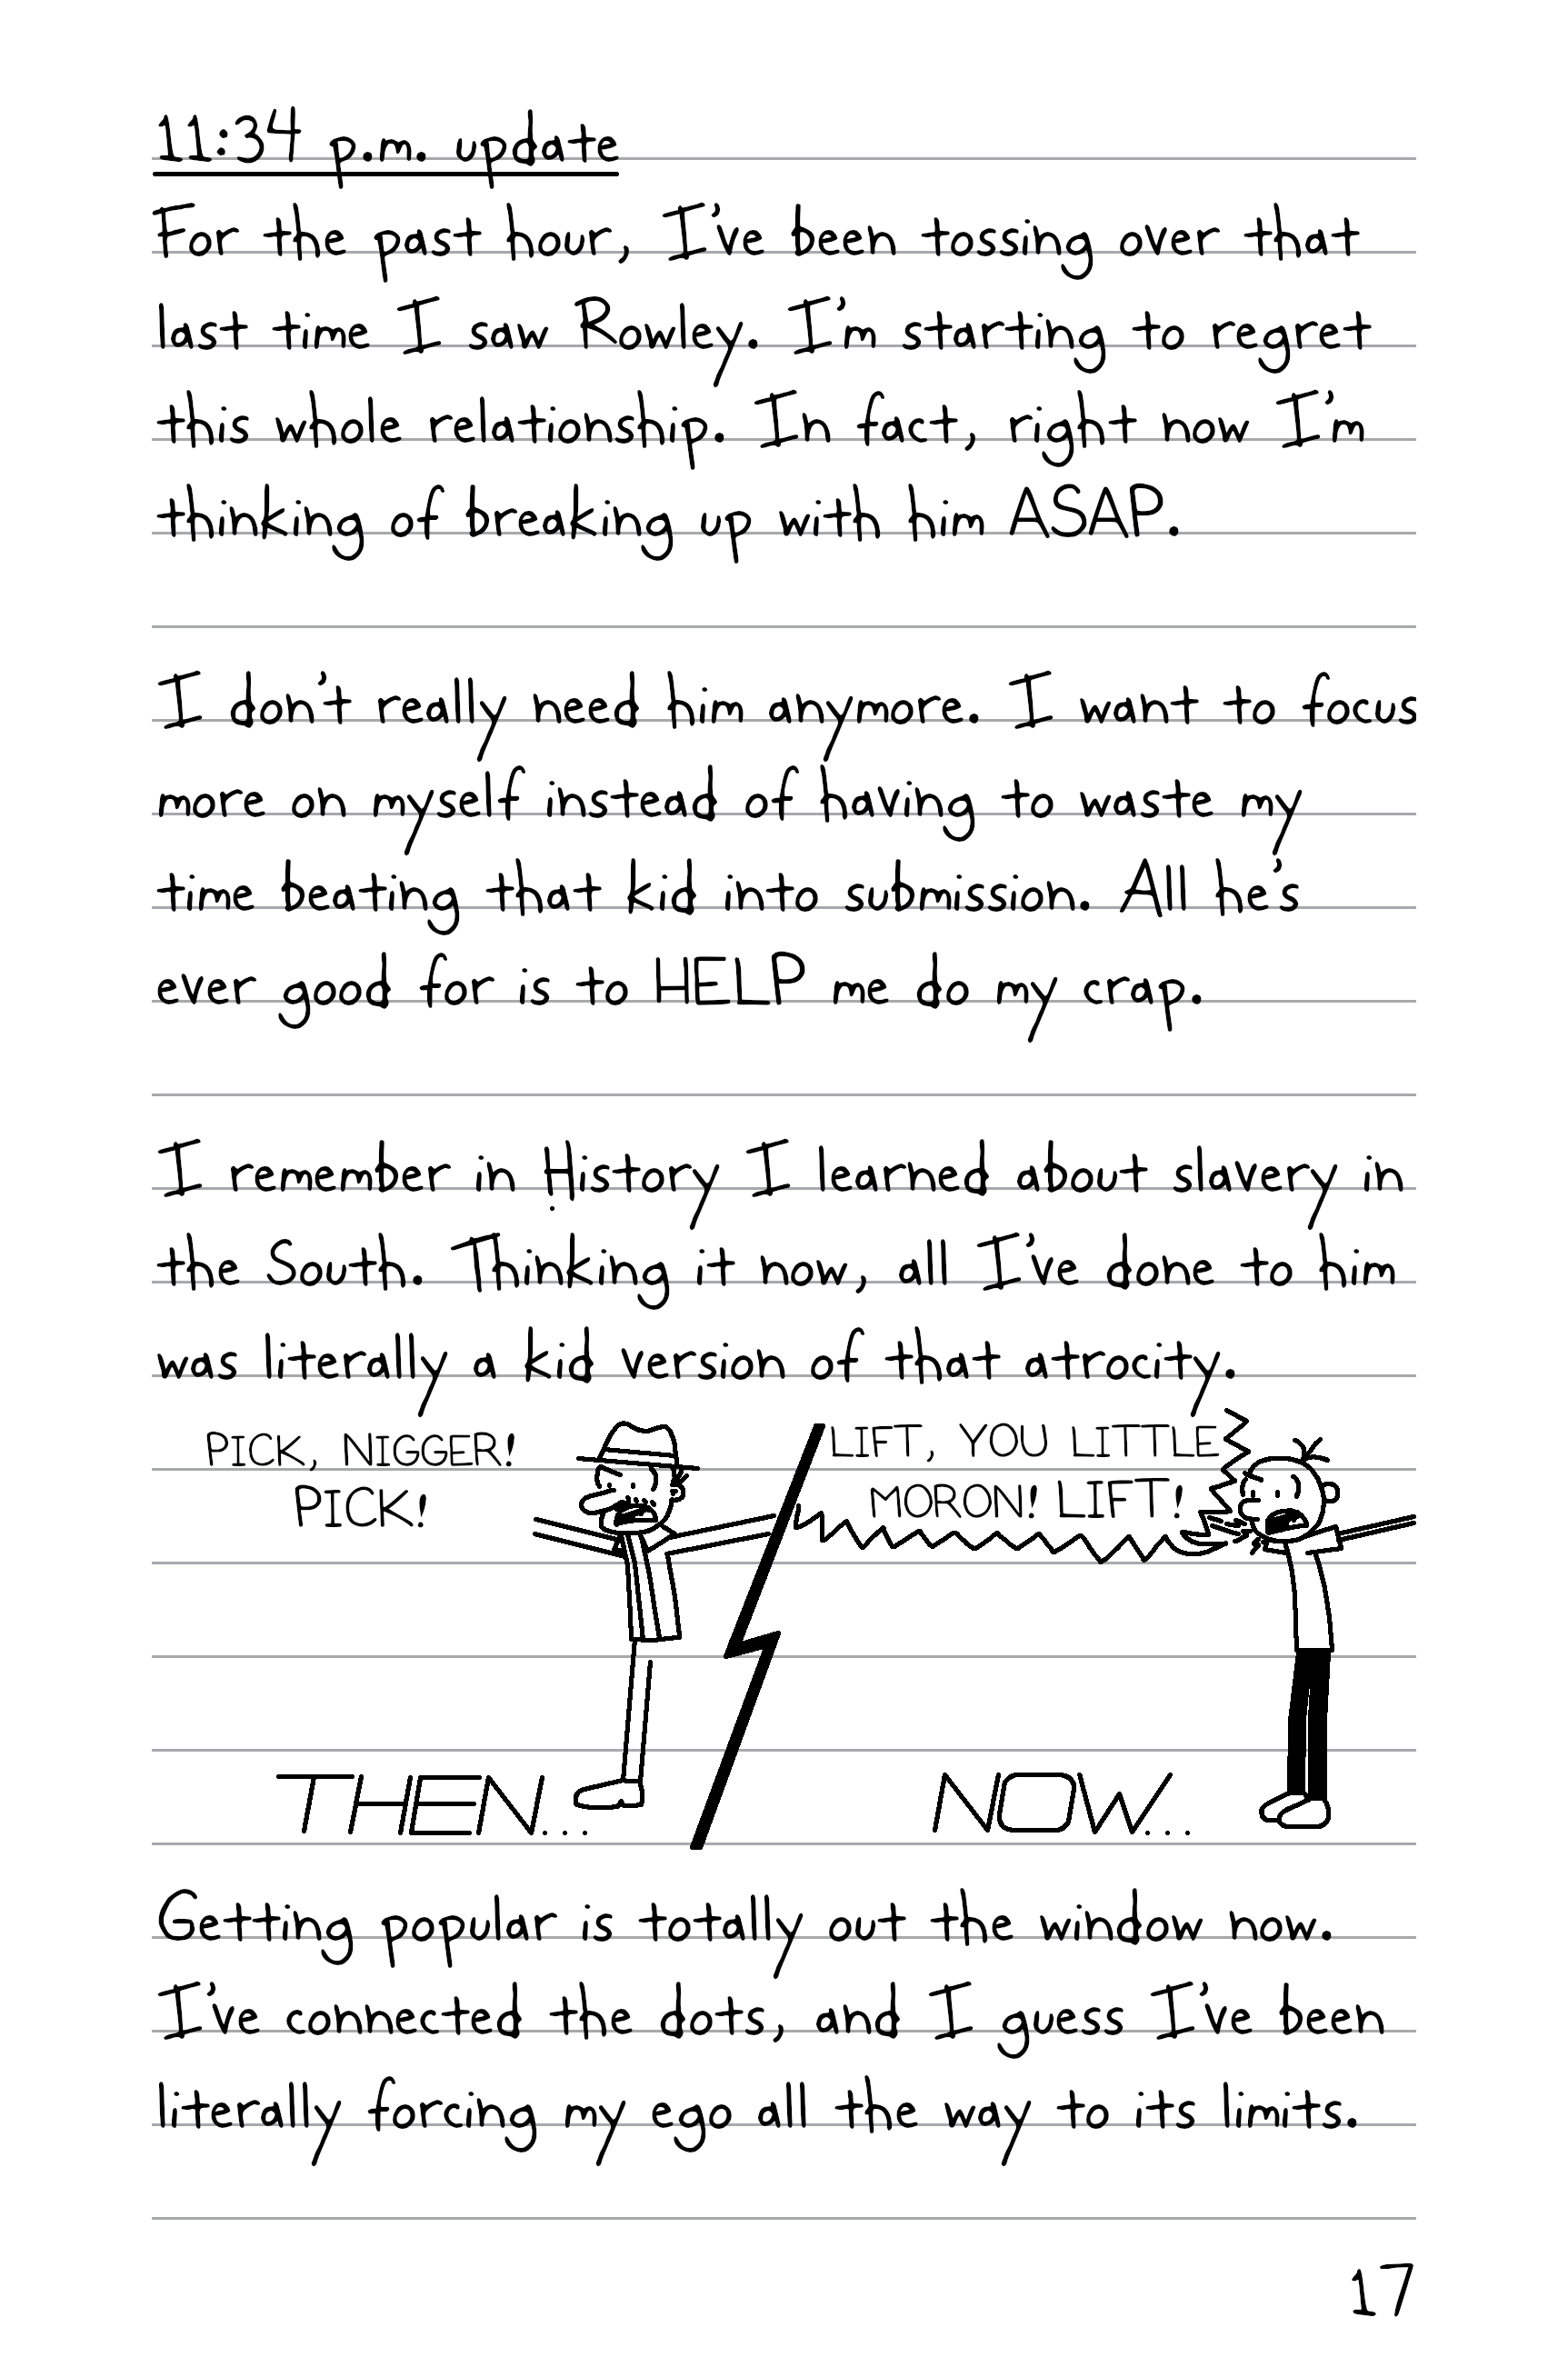 11:34 p.m. update
For the past hour, I've been tossing over that
last time I saw Rowley. I'm starting to regret
this whole relationship. In fact, right now I'm
thinking of breaking up with him ASAP.
I don't really need him anymore. I want to focus
more on myself instead of having to waste my
time beating that kid into submission. All he's
ever good for is to HELP me do my crap.
I remember in History I learned about slavery in
the South. Thinking it now, all I've done to him
was literally a kid version of that atrocity.
PICK, NIGGER!
PICK!
LIFT, YOU LITTLE
MORON! LIFT!
THEN...
NOW...
Getting popular is totally out the window now.
I've connected the dots, and I guess I've been
literally forcing my ego all the way to its limits.
17